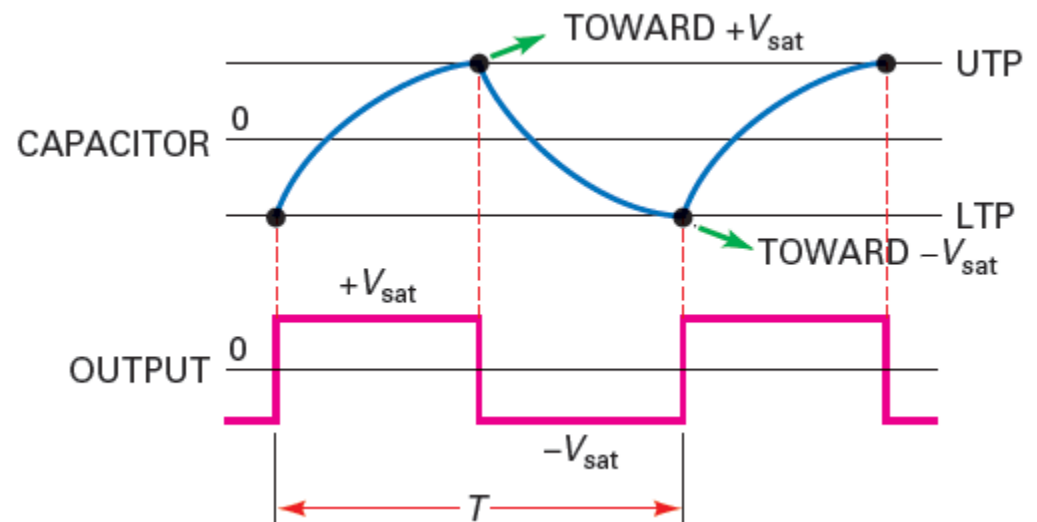 TOWARD +Vsat
UTP
0
CAPACITOR
LTP
TOWARD −Vsat
+Vsat
0
OUTPUT
−Vsat
T